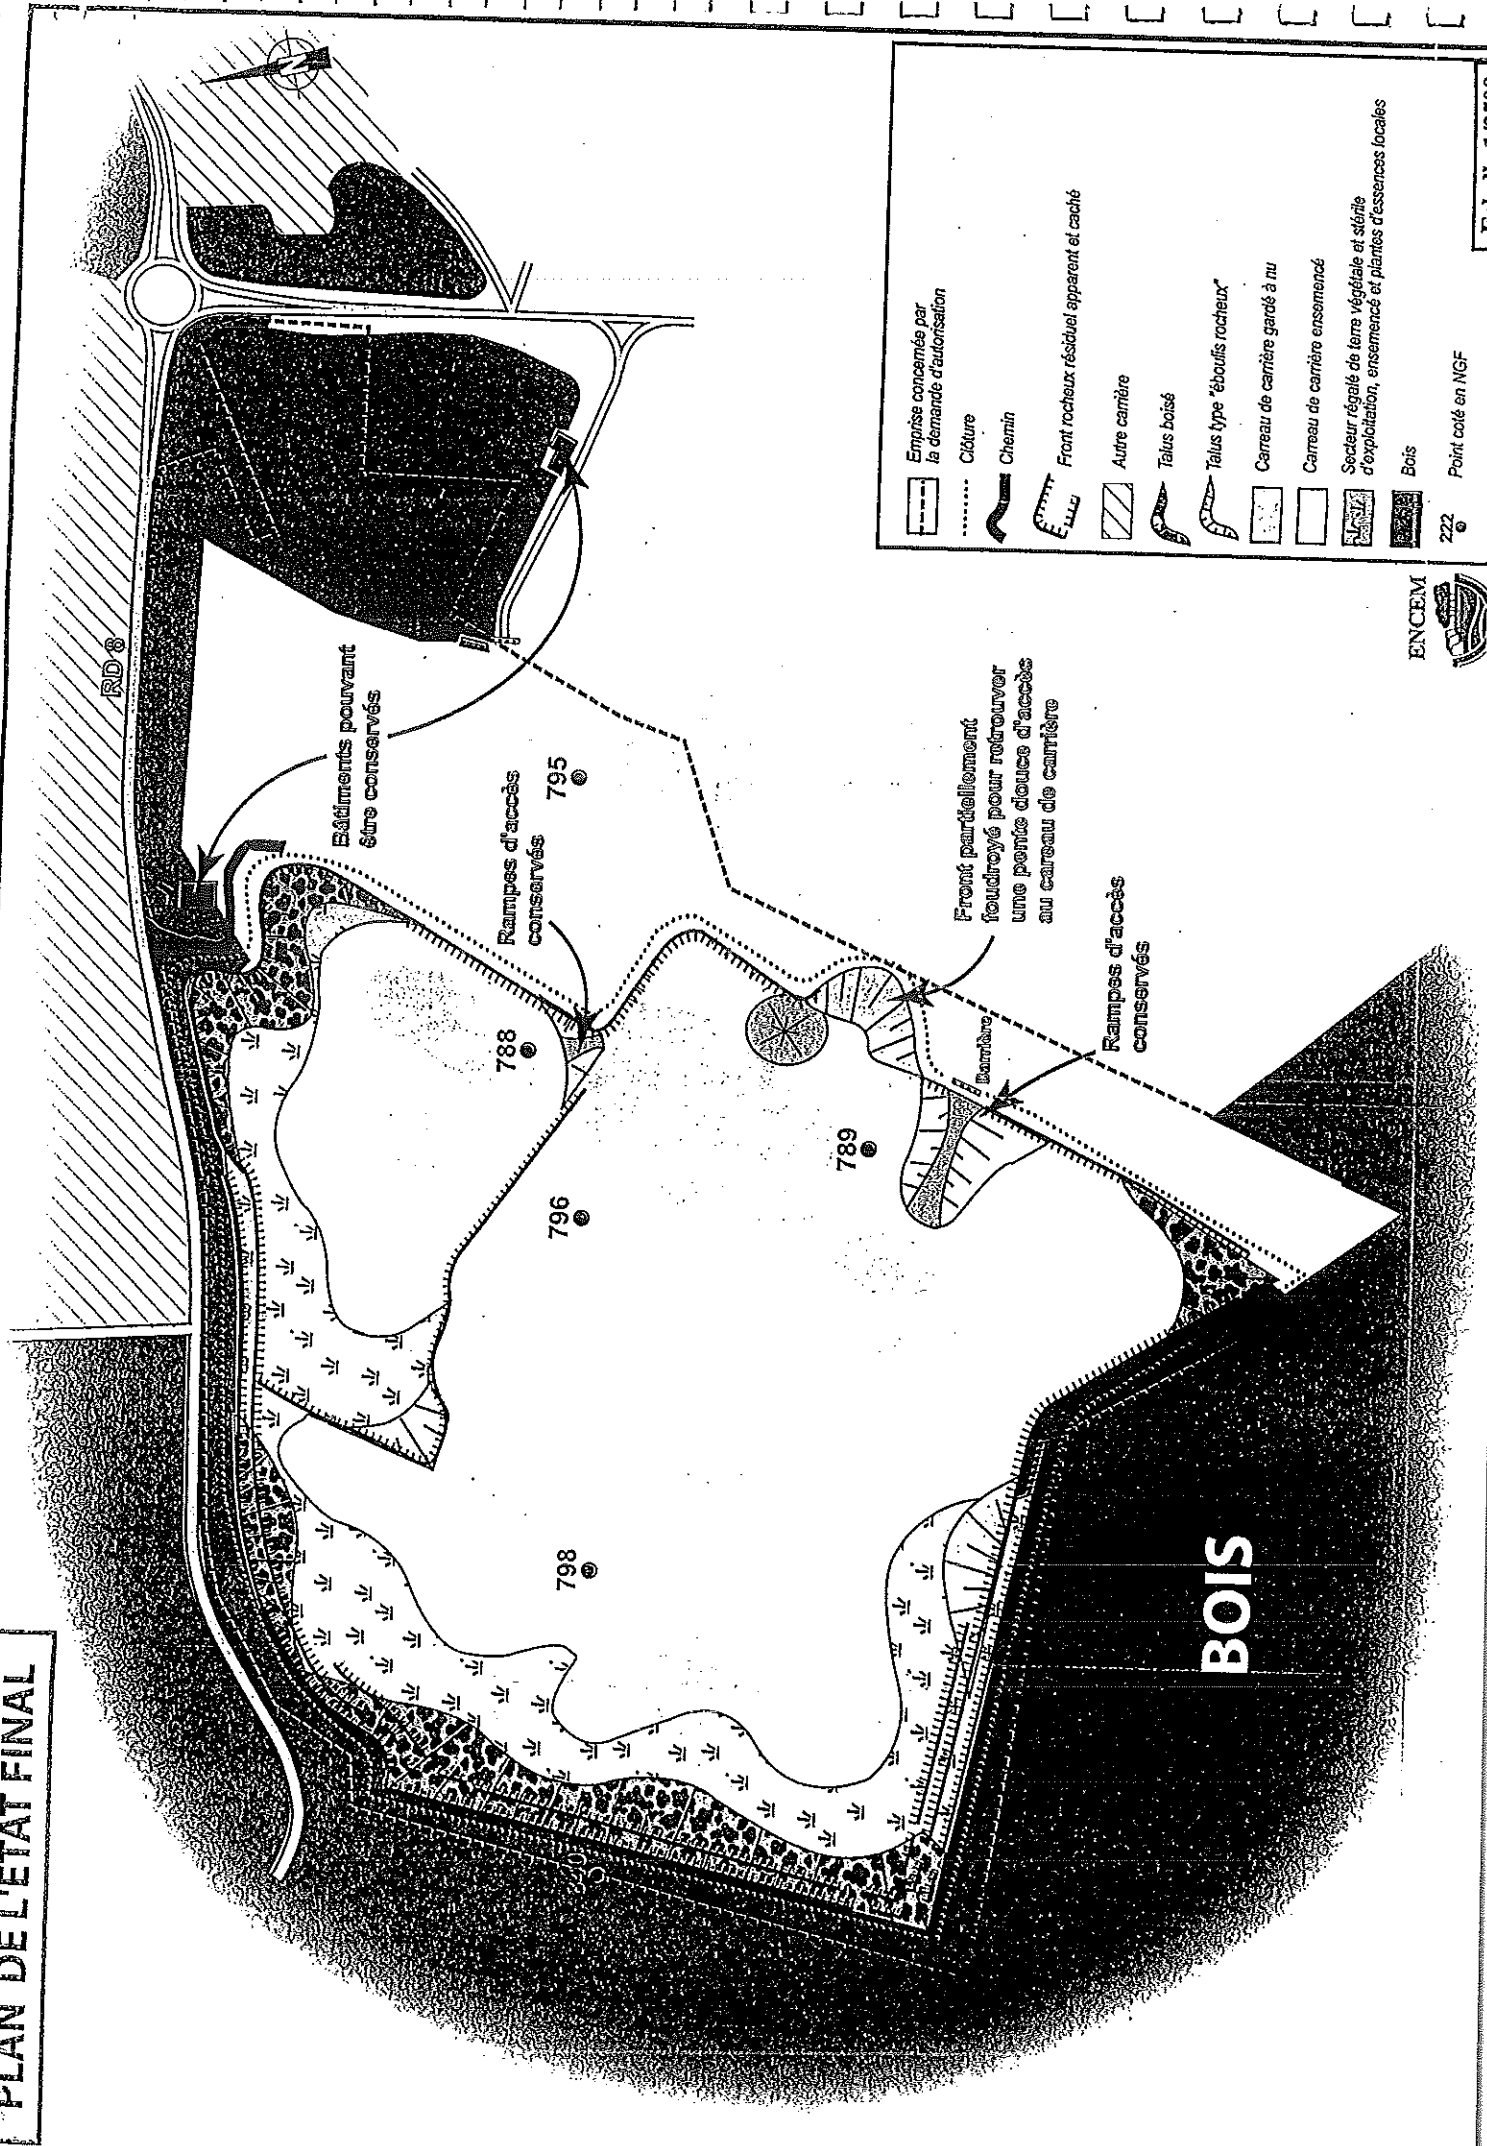 PLAN DE L'ETAT FINAL
RD 8
N
Bâtiments pouvant
être conservés
Rampes d'accès
conservés
795
788
796
798
789
Front partiellement
foudroyé pour retrouver
une pente douce d'accès
au careau de carrière
Barrière
Rampes d'accès
conservés
BOIS
Emprise concernée par
la demande d'autorisation
Clôture
Chemin
Front rocheux résiduel apparent et caché
Autre carrière
Talus boisé
Talus type "éboulis rocheux"
Carreau de carrière gardé à nu
Carreau de carrière ensemencé
Secteur régalé de terre végétale et stérile
d'exploitation, ensemencé et plantes d'essences locales
Bois
222 Point coté en NGF
ENCEM